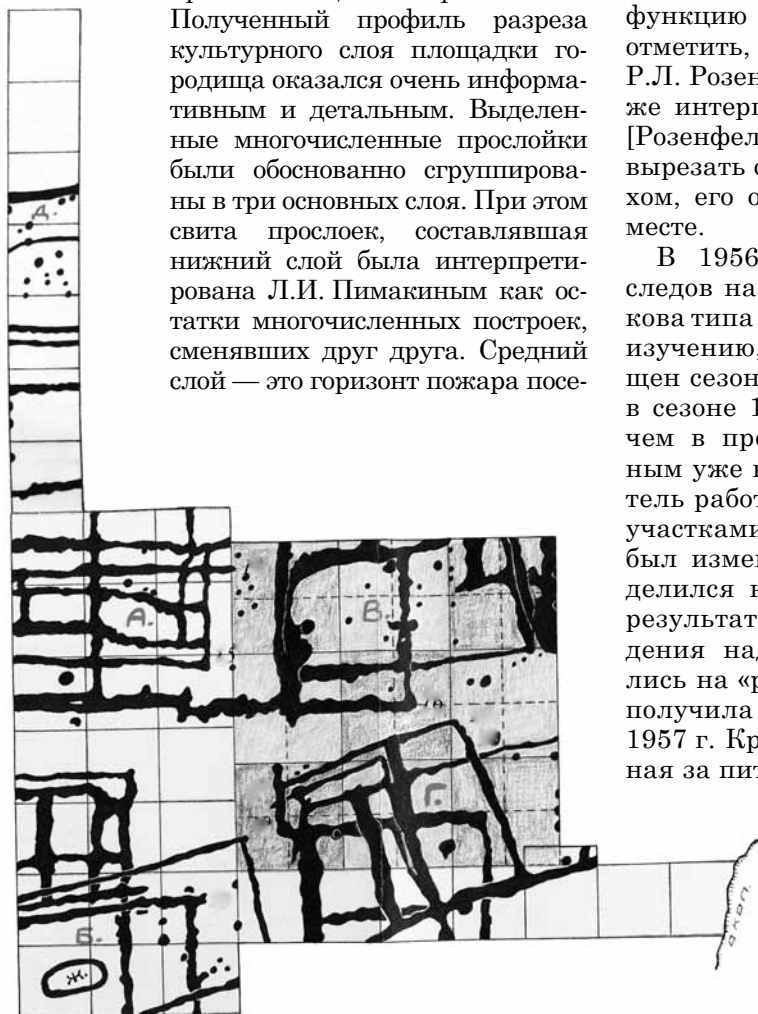 Полученный профиль разреза
культурного слоя площадки го-
родища оказался очень информа-
тивным и детальным. Выделен-
ные многочисленные прослойки
были обоснованно сгруппирова-
ны в три основных слоя. При этом
свита прослоек, составлявшая
нижний слой была интерпрети-
рована Л.И. Пимакиным как ос-
татки многочисленных построек,
сменявших друг друга. Средний
слой — это горизонт пожара посе-
функцию
отметить,
Р.Л. Розен
же интерп
[Розенфел
вырезать о
хом, его о
месте.
В 1956
следов наз
кова типа
изучению,
щен сезон
в сезоне 1
чем в пре
ным уже в
тель работ
участками
был измен
делился н
результат
дения над
лись на «р
получила
1957 г. Кр
ная за пит
Д.
А.
В.
Г.
Б.
Ж.